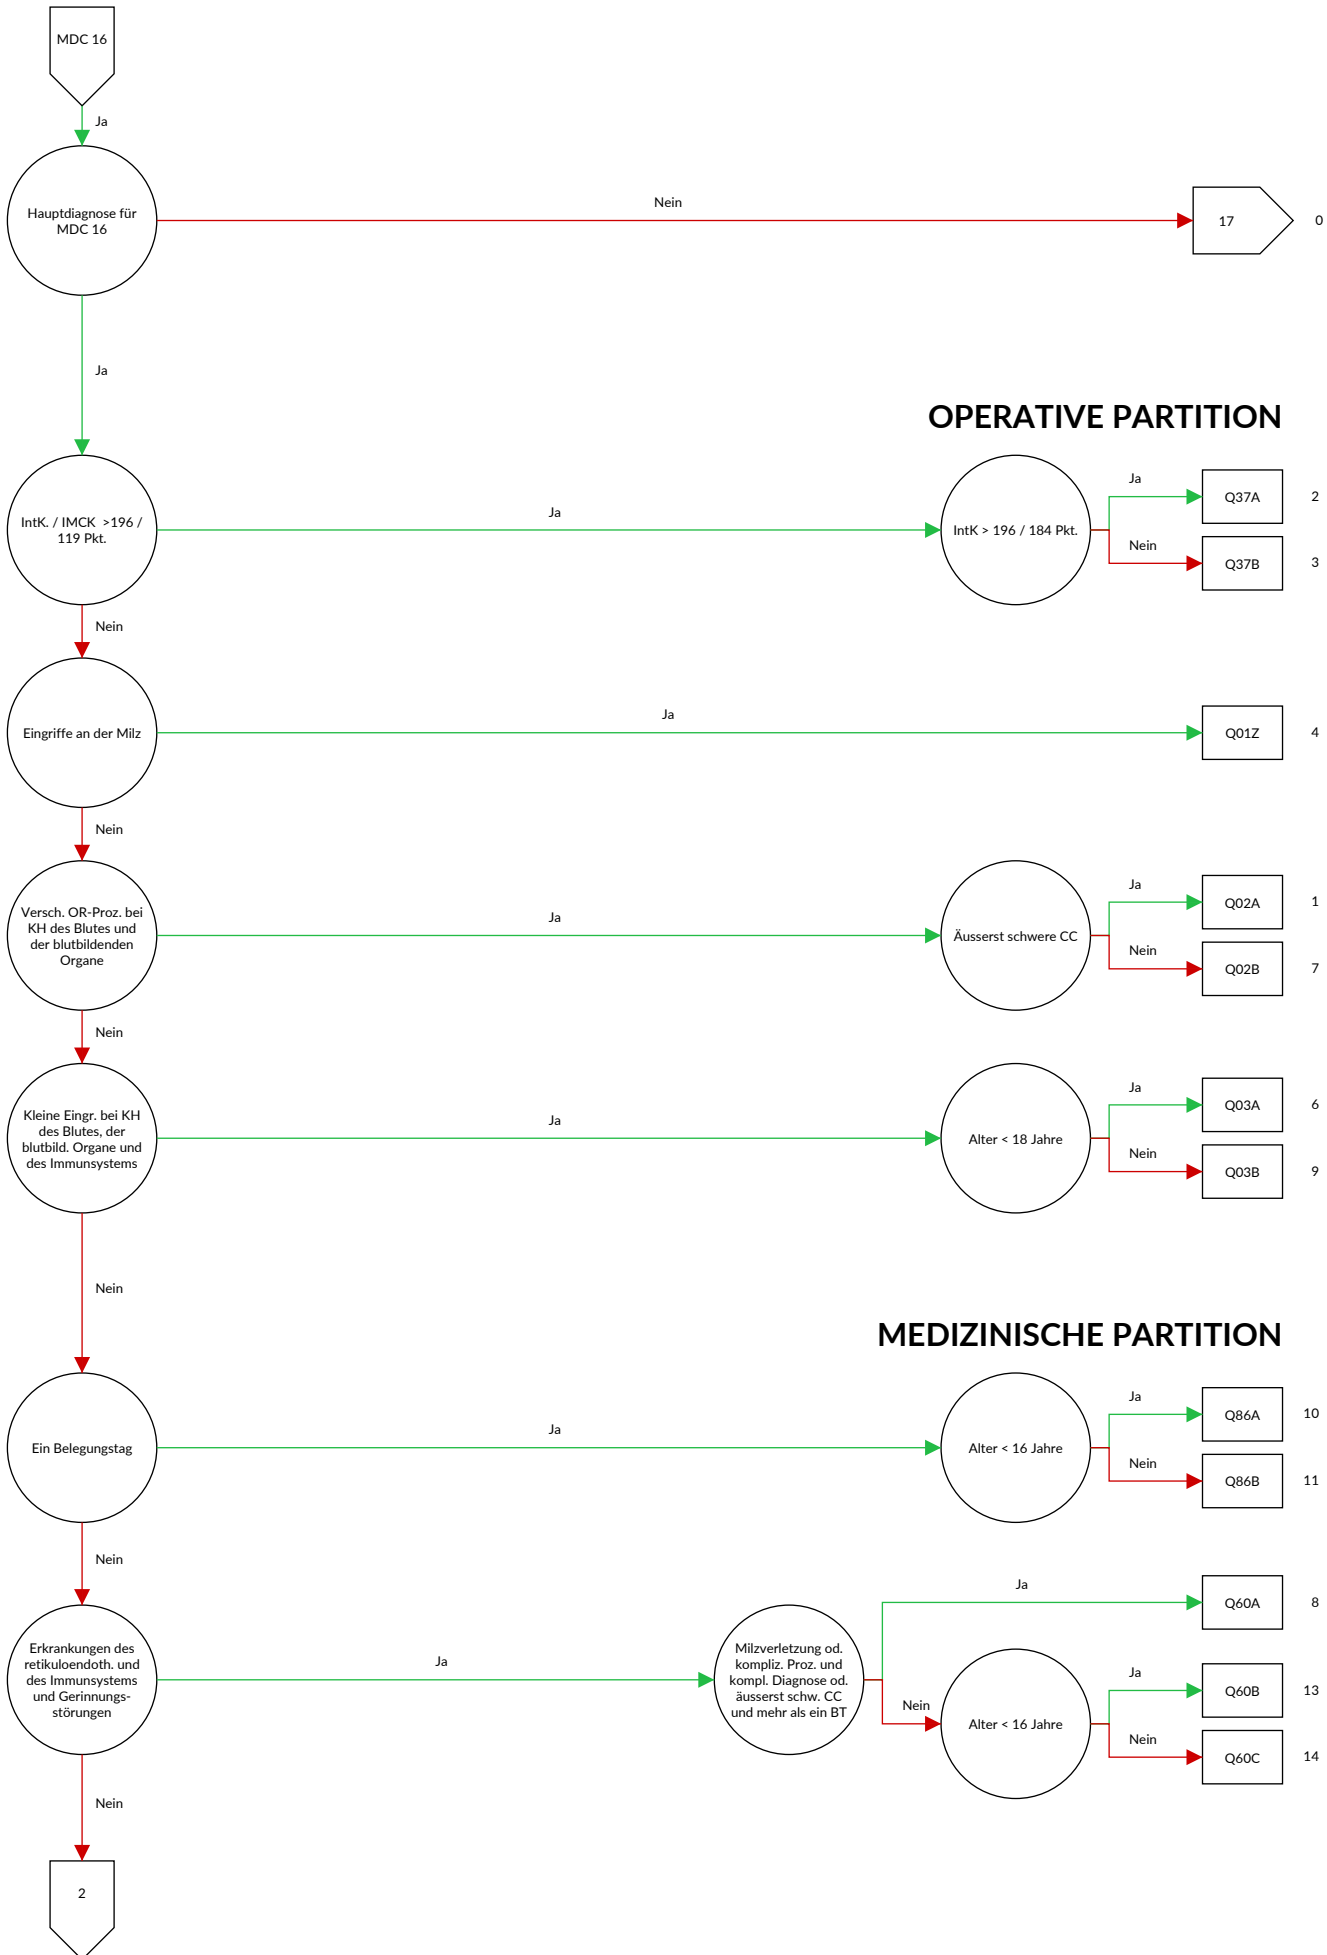 MDC 16
Ja
Hauptdiagnose für
MDC 16
Nein
17
0
Ja
OPERATIVE PARTITION
IntK. / IMCK >196 /
119 Pkt.
Ja
IntK > 196 / 184 Pkt.
Ja
Q37A
2
Nein
Q37B
3
Nein
Eingriffe an der Milz
Ja
Q01Z
4
Nein
Versch. OR-Proz. bei
KH des Blutes und
der blutbildenden
Organe
Ja
Äusserst schwere CC
Ja
Q02A
1
Nein
Q02B
7
Nein
Kleine Eingr. bei KH
des Blutes, der
blutbild. Organe und
des Immunsystems
Ja
Alter < 18 Jahre
Ja
Q03A
6
Nein
Q03B
9
Nein
MEDIZINISCHE PARTITION
Ein Belegungstag
Ja
Alter < 16 Jahre
Ja
Q86A
10
Nein
Q86B
11
Nein
Erkrankungen des
retikuloendoth. und
des Immunsystems
und Gerinnungs-
störungen
Ja
Milzverletzung od.
kompliz. Proz. und
kompl. Diagnose od.
äusserst schw. CC
und mehr als ein BT
Ja
Q60A
8
Nein
Alter < 16 Jahre
Ja
Q60B
13
Nein
Q60C
14
Nein
2